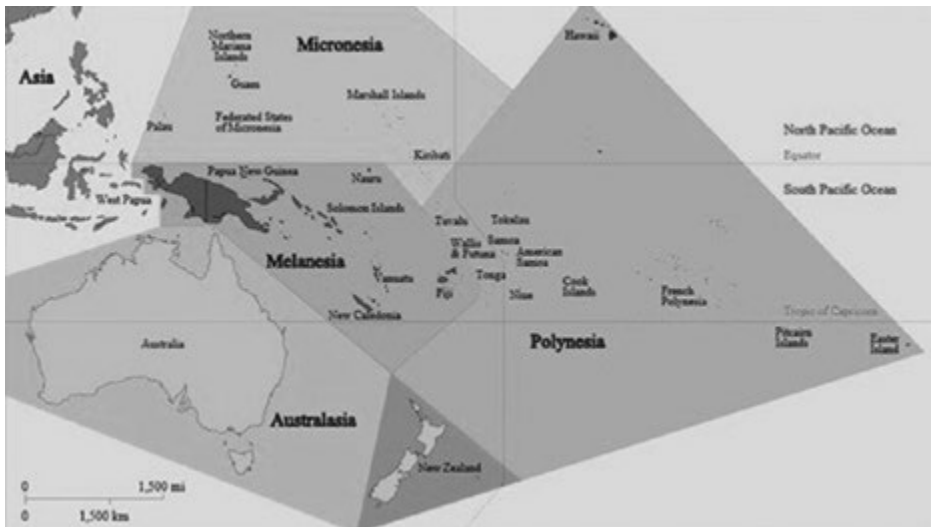 Northern
Mariana
Islands
Micronesia
Hawaii
Asia
Guam
Marshall Islands
Palau
Federated States
of Micronesia
North Pacific Ocean
Kiribati
Equator
Papua New Guinea
Nauru
South Pacific Ocean
West Papua
Solomon Islands
Tuvalu
Tokelau
Wallis
& Futuna
Samoa
American
Samoa
Melanesia
Vanuatu
Tonga
Cook
Islands
Fiji
Niue
French
Polynesia
New Caledonia
Tropic of Capricorn
Australia
Polynesia
Pitcairn
Islands
Easter
Island
Australasia
New Zealand
0 1,500 mi
0 1,500 km